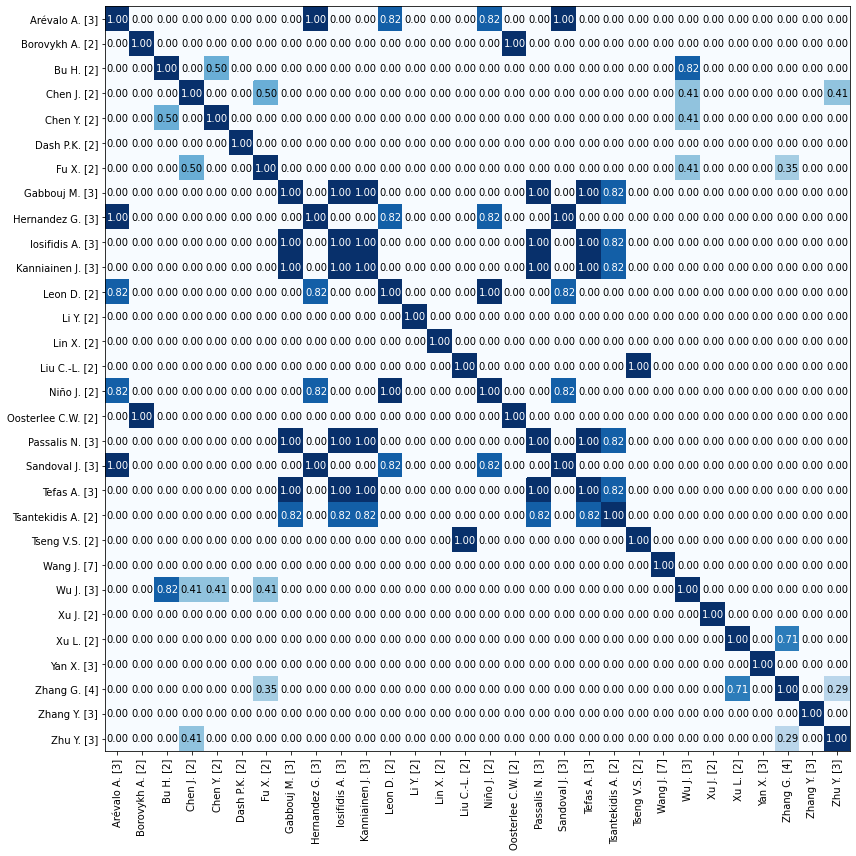 Arévalo A. [3] 1.00 0.00 0.00 0.00 0.00 0.00 0.00 0.00 1.00 0.00 0.00 0.82 0.00 0.00 0.00 0.82 0.00 0.00 1.00 0.00 0.00 0.00 0.00 0.00 0.00 0.00 0.00 0.00 0.00 0.00
Borovykh A. [2] 0.00 1.00 0.00 0.00 0.00 0.00 0.00 0.00 0.00 0.00 0.00 0.00 0.00 0.00 0.00 0.00 1.00 0.00 0.00 0.00 0.00 0.00 0.00 0.00 0.00 0.00 0.00 0.00 0.00 0.00
Bu H. [2] 0.00 0.00 1.00 0.00 0.50 0.00 0.00 0.00 0.00 0.00 0.00 0.00 0.00 0.00 0.00 0.00 0.00 0.00 0.00 0.00 0.00 0.00 0.00 0.82 0.00 0.00 0.00 0.00 0.00 0.00
Chen J. [2] 0.00 0.00 0.00 1.00 0.00 0.00 0.50 0.00 0.00 0.00 0.00 0.00 0.00 0.00 0.00 0.00 0.00 0.00 0.00 0.00 0.00 0.00 0.00 0.41 0.00 0.00 0.00 0.00 0.00 0.41
Chen Y. [2] 0.00 0.00 0.50 0.00 1.00 0.00 0.00 0.00 0.00 0.00 0.00 0.00 0.00 0.00 0.00 0.00 0.00 0.00 0.00 0.00 0.00 0.00 0.00 0.41 0.00 0.00 0.00 0.00 0.00 0.00
Dash P.K. [2] 0.00 0.00 0.00 0.00 0.00 1.00 0.00 0.00 0.00 0.00 0.00 0.00 0.00 0.00 0.00 0.00 0.00 0.00 0.00 0.00 0.00 0.00 0.00 0.00 0.00 0.00 0.00 0.00 0.00 0.00
Fu X. [2] 0.00 0.00 0.00 0.50 0.00 0.00 1.00 0.00 0.00 0.00 0.00 0.00 0.00 0.00 0.00 0.00 0.00 0.00 0.00 0.00 0.00 0.00 0.00 0.41 0.00 0.00 0.00 0.35 0.00 0.00
Gabbouj M. [3] 0.00 0.00 0.00 0.00 0.00 0.00 0.00 1.00 0.00 1.00 1.00 0.00 0.00 0.00 0.00 0.00 0.00 1.00 0.00 1.00 0.82 0.00 0.00 0.00 0.00 0.00 0.00 0.00 0.00 0.00
Hernandez G. [3] 1.00 0.00 0.00 0.00 0.00 0.00 0.00 0.00 1.00 0.00 0.00 0.82 0.00 0.00 0.00 0.82 0.00 0.00 1.00 0.00 0.00 0.00 0.00 0.00 0.00 0.00 0.00 0.00 0.00 0.00
Iosifidis A. [3] 0.00 0.00 0.00 0.00 0.00 0.00 0.00 1.00 0.00 1.00 1.00 0.00 0.00 0.00 0.00 0.00 0.00 1.00 0.00 1.00 0.82 0.00 0.00 0.00 0.00 0.00 0.00 0.00 0.00 0.00
Kanniainen J. [3] 0.00 0.00 0.00 0.00 0.00 0.00 0.00 1.00 0.00 1.00 1.00 0.00 0.00 0.00 0.00 0.00 0.00 1.00 0.00 1.00 0.82 0.00 0.00 0.00 0.00 0.00 0.00 0.00 0.00 0.00
Leon D. [2] 0.82 0.00 0.00 0.00 0.00 0.00 0.00 0.00 0.82 0.00 0.00 1.00 0.00 0.00 0.00 1.00 0.00 0.00 0.82 0.00 0.00 0.00 0.00 0.00 0.00 0.00 0.00 0.00 0.00 0.00
Li Y. [2] 0.00 0.00 0.00 0.00 0.00 0.00 0.00 0.00 0.00 0.00 0.00 0.00 1.00 0.00 0.00 0.00 0.00 0.00 0.00 0.00 0.00 0.00 0.00 0.00 0.00 0.00 0.00 0.00 0.00 0.00
Lin X. [2] 0.00 0.00 0.00 0.00 0.00 0.00 0.00 0.00 0.00 0.00 0.00 0.00 0.00 1.00 0.00 0.00 0.00 0.00 0.00 0.00 0.00 0.00 0.00 0.00 0.00 0.00 0.00 0.00 0.00 0.00
Liu C.-L. [2] 0.00 0.00 0.00 0.00 0.00 0.00 0.00 0.00 0.00 0.00 0.00 0.00 0.00 0.00 1.00 0.00 0.00 0.00 0.00 0.00 0.00 1.00 0.00 0.00 0.00 0.00 0.00 0.00 0.00 0.00
Niño J. [2] 0.82 0.00 0.00 0.00 0.00 0.00 0.00 0.00 0.82 0.00 0.00 1.00 0.00 0.00 0.00 1.00 0.00 0.00 0.82 0.00 0.00 0.00 0.00 0.00 0.00 0.00 0.00 0.00 0.00 0.00
Oosterlee C.W. [2] 0.00 1.00 0.00 0.00 0.00 0.00 0.00 0.00 0.00 0.00 0.00 0.00 0.00 0.00 0.00 0.00 1.00 0.00 0.00 0.00 0.00 0.00 0.00 0.00 0.00 0.00 0.00 0.00 0.00 0.00
Passalis N. [3] 0.00 0.00 0.00 0.00 0.00 0.00 0.00 1.00 0.00 1.00 1.00 0.00 0.00 0.00 0.00 0.00 0.00 1.00 0.00 1.00 0.82 0.00 0.00 0.00 0.00 0.00 0.00 0.00 0.00 0.00
Sandoval J. [3] 1.00 0.00 0.00 0.00 0.00 0.00 0.00 0.00 1.00 0.00 0.00 0.82 0.00 0.00 0.00 0.82 0.00 0.00 1.00 0.00 0.00 0.00 0.00 0.00 0.00 0.00 0.00 0.00 0.00 0.00
Tefas A. [3] 0.00 0.00 0.00 0.00 0.00 0.00 0.00 1.00 0.00 1.00 1.00 0.00 0.00 0.00 0.00 0.00 0.00 1.00 0.00 1.00 0.82 0.00 0.00 0.00 0.00 0.00 0.00 0.00 0.00 0.00
Tsantekidis A. [2] 0.00 0.00 0.00 0.00 0.00 0.00 0.00 0.82 0.00 0.82 0.82 0.00 0.00 0.00 0.00 0.00 0.00 0.82 0.00 0.82 1.00 0.00 0.00 0.00 0.00 0.00 0.00 0.00 0.00 0.00
Tseng V.S. [2] 0.00 0.00 0.00 0.00 0.00 0.00 0.00 0.00 0.00 0.00 0.00 0.00 0.00 0.00 1.00 0.00 0.00 0.00 0.00 0.00 0.00 1.00 0.00 0.00 0.00 0.00 0.00 0.00 0.00 0.00
Wang J. [7] 0.00 0.00 0.00 0.00 0.00 0.00 0.00 0.00 0.00 0.00 0.00 0.00 0.00 0.00 0.00 0.00 0.00 0.00 0.00 0.00 0.00 0.00 1.00 0.00 0.00 0.00 0.00 0.00 0.00 0.00
Wu J. [3] 0.00 0.00 0.82 0.41 0.41 0.00 0.41 0.00 0.00 0.00 0.00 0.00 0.00 0.00 0.00 0.00 0.00 0.00 0.00 0.00 0.00 0.00 0.00 1.00 0.00 0.00 0.00 0.00 0.00 0.00
Xu J. [2] 0.00 0.00 0.00 0.00 0.00 0.00 0.00 0.00 0.00 0.00 0.00 0.00 0.00 0.00 0.00 0.00 0.00 0.00 0.00 0.00 0.00 0.00 0.00 0.00 1.00 0.00 0.00 0.00 0.00 0.00
Xu L. [2] 0.00 0.00 0.00 0.00 0.00 0.00 0.00 0.00 0.00 0.00 0.00 0.00 0.00 0.00 0.00 0.00 0.00 0.00 0.00 0.00 0.00 0.00 0.00 0.00 0.00 1.00 0.00 0.71 0.00 0.00
Yan X. [3] 0.00 0.00 0.00 0.00 0.00 0.00 0.00 0.00 0.00 0.00 0.00 0.00 0.00 0.00 0.00 0.00 0.00 0.00 0.00 0.00 0.00 0.00 0.00 0.00 0.00 0.00 1.00 0.00 0.00 0.00
Zhang G. [4] 0.00 0.00 0.00 0.00 0.00 0.00 0.35 0.00 0.00 0.00 0.00 0.00 0.00 0.00 0.00 0.00 0.00 0.00 0.00 0.00 0.00 0.00 0.00 0.00 0.00 0.71 0.00 1.00 0.00 0.29
Zhang Y. [3] 0.00 0.00 0.00 0.00 0.00 0.00 0.00 0.00 0.00 0.00 0.00 0.00 0.00 0.00 0.00 0.00 0.00 0.00 0.00 0.00 0.00 0.00 0.00 0.00 0.00 0.00 0.00 0.00 1.00 0.00
Zhu Y. [3] 0.00 0.00 0.00 0.41 0.00 0.00 0.00 0.00 0.00 0.00 0.00 0.00 0.00 0.00 0.00 0.00 0.00 0.00 0.00 0.00 0.00 0.00 0.00 0.00 0.00 0.00 0.00 0.29 0.00 1.00
Arévalo A. [3]
Borovykh A. [2]
Bu H. [2]
Chen J. [2]
Chen Y. [2]
Dash P.K. [2]
Fu X. [2]
Gabbouj M. [3]
Hernandez G. [3]
Iosifidis A. [3]
Kanniainen J. [3]
Leon D. [2]
Li Y. [2]
Lin X. [2]
Liu C.-L. [2]
Niño J. [2]
Oosterlee C.W. [2]
Passalis N. [3]
Sandoval J. [3]
Tefas A. [3]
Tsantekidis A. [2]
Tseng V.S. [2]
Wang J. [7]
Wu J. [3]
Xu J. [2]
Xu L. [2]
Yan X. [3]
Zhang G. [4]
Zhang Y. [3]
Zhu Y. [3]